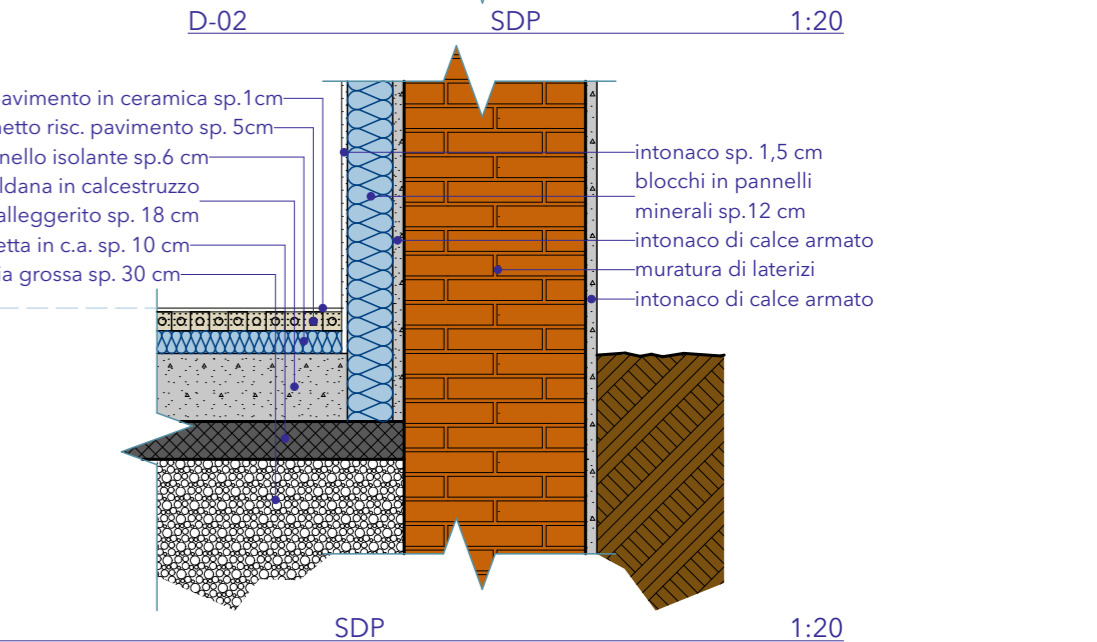 D-02 SDP 1:20
avimento in ceramica sp.1cm
etto risc. pavimento sp. 5cm
nello isolante sp.6 cm
ldana in calcestruzzo
alleggerito sp. 18 cm
etta in c.a. sp. 10 cm
ia grossa sp. 30 cm
intonaco sp. 1,5 cm
blocchi in pannelli
minerali sp.12 cm
intonaco di calce armato
muratura di laterizi
intonaco di calce armato
SDP 1:20